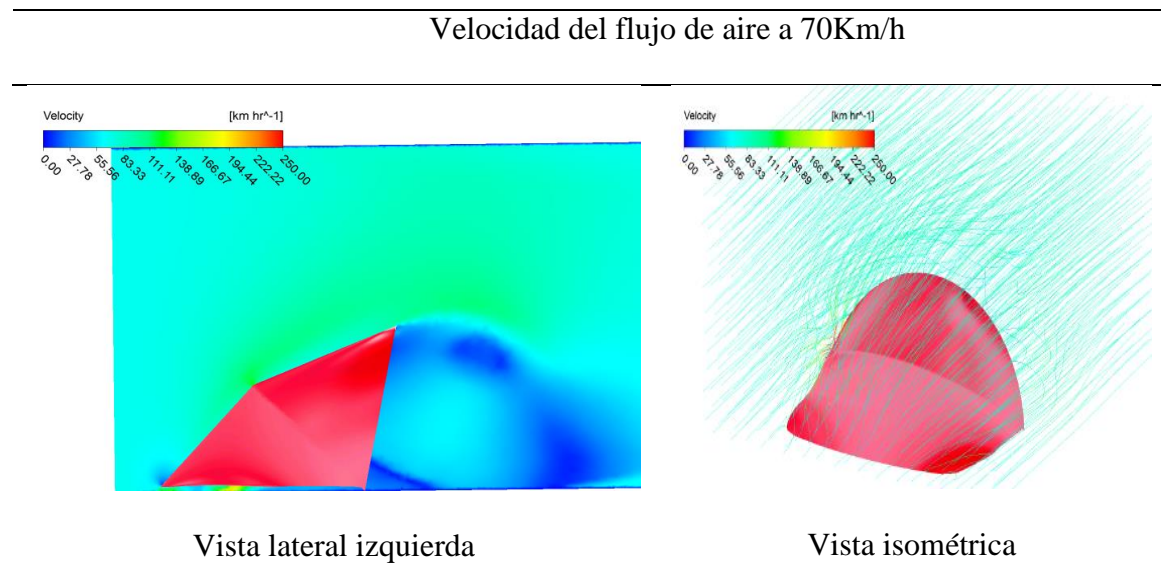 Velocidad del flujo de aire a 70Km/h
Velocity [km hr^-1]
0.00 27.78 55.56 83.33 111.11 138.89 166.67 194.44 222.22 250.00
Velocity [km hr^-1]
0.00 27.78 55.56 83.33 111.11 138.89 166.67 194.44 222.22 250.00
Vista lateral izquierda
Vista isométrica